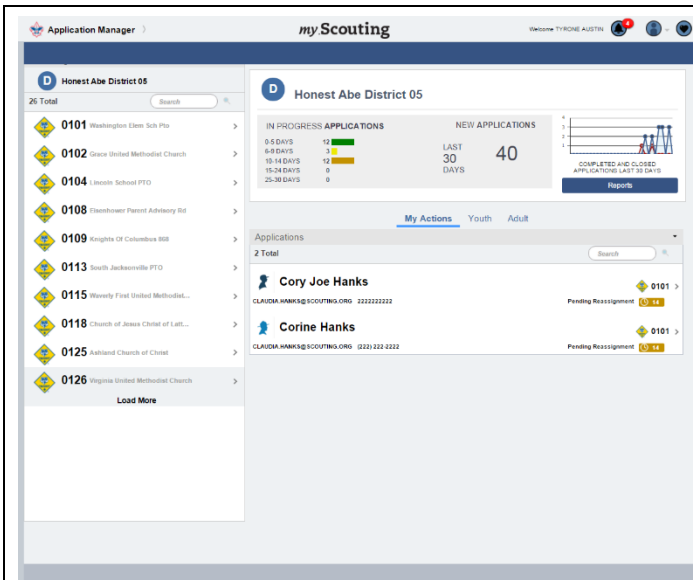 Application Manager
my.Scouting
Welcome TYRONE AUSTIN
4
D Honest Abe District 05
26 Total
Search
0101 Washington Elem Sch Pto
0102 Grace United Methodist Church
0104 Lincoln School PTO
0108 Eisenhower Parent Advisory Rd
0109 Knights Of Columbus 868
0113 South Jacksonville PTO
0115 Waverly First United Methodist...
0118 Church of Jesus Christ of Latt...
0125 Ashland Church of Christ
0126 Virginia United Methodist Church
Load More
D Honest Abe District 05
IN PROGRESS APPLICATIONS
0-5 DAYS 12
6-9 DAYS 3
10-14 DAYS 12
15-24 DAYS 0
25-30 DAYS 0
NEW APPLICATIONS
LAST 30 DAYS
40
COMPLETED AND CLOSED
APPLICATIONS LAST 30 DAYS
Reports
My Actions Youth Adult
Applications
2 Total
Search
Cory Joe Hanks
0101
CLAUDIA.HANKS@SCOUTING.ORG 2222222222
Pending Reassignment 14
Corine Hanks
0101
CLAUDIA.HANKS@SCOUTING.ORG (222) 222-2222
Pending Reassignment 14